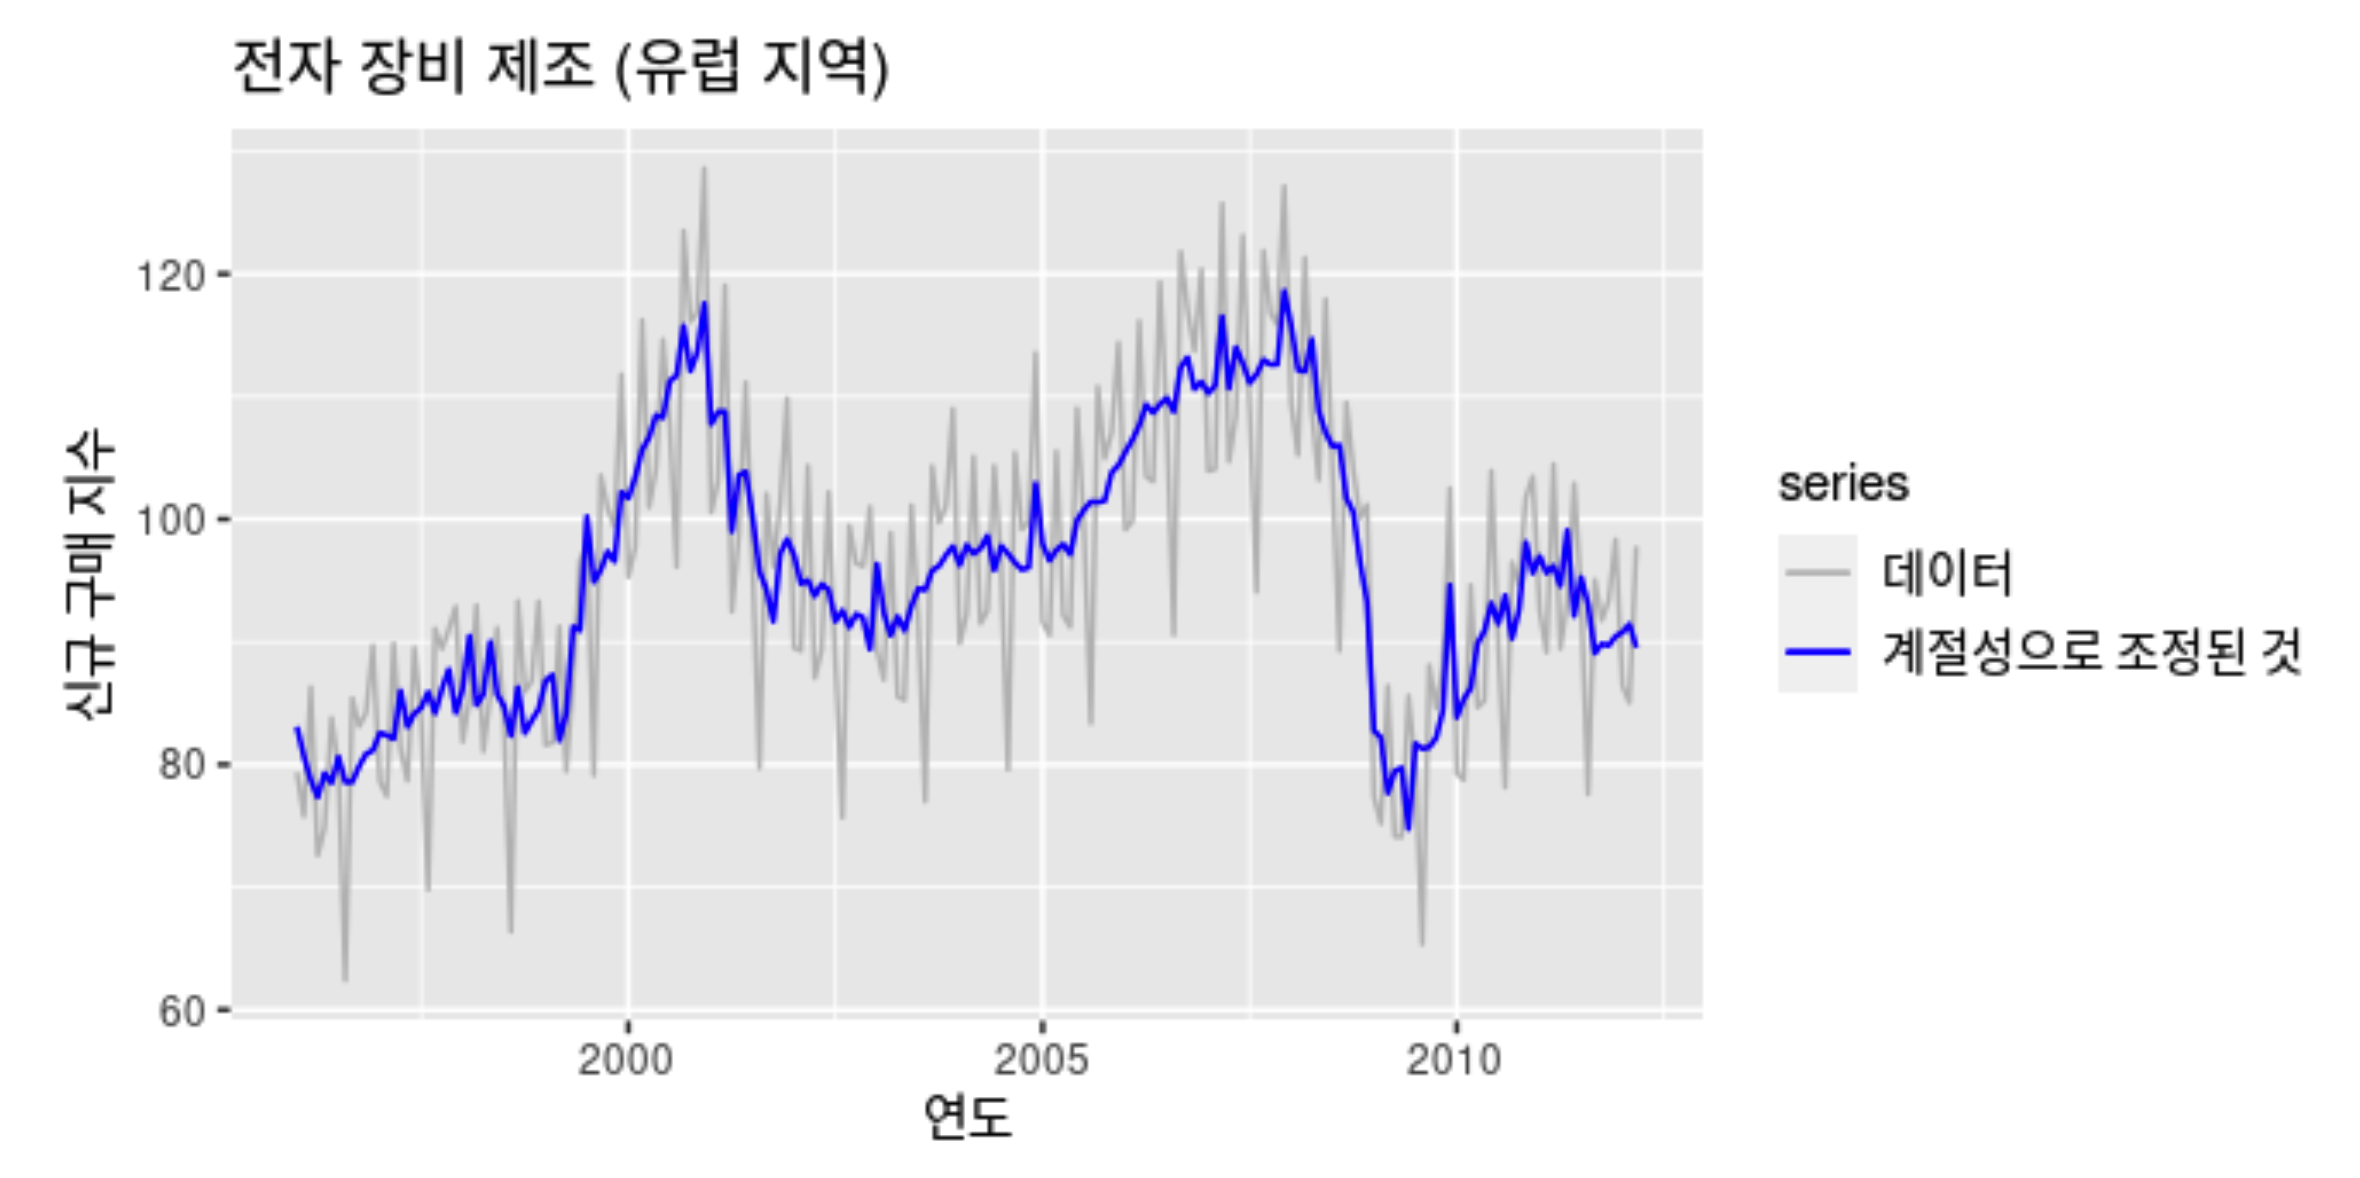 전자 장비 제조 (유럽 지역)
신규 구매 지수
120
100
80
60
2000
2005
2010
연도
series
데이터
계절성으로 조정된 것